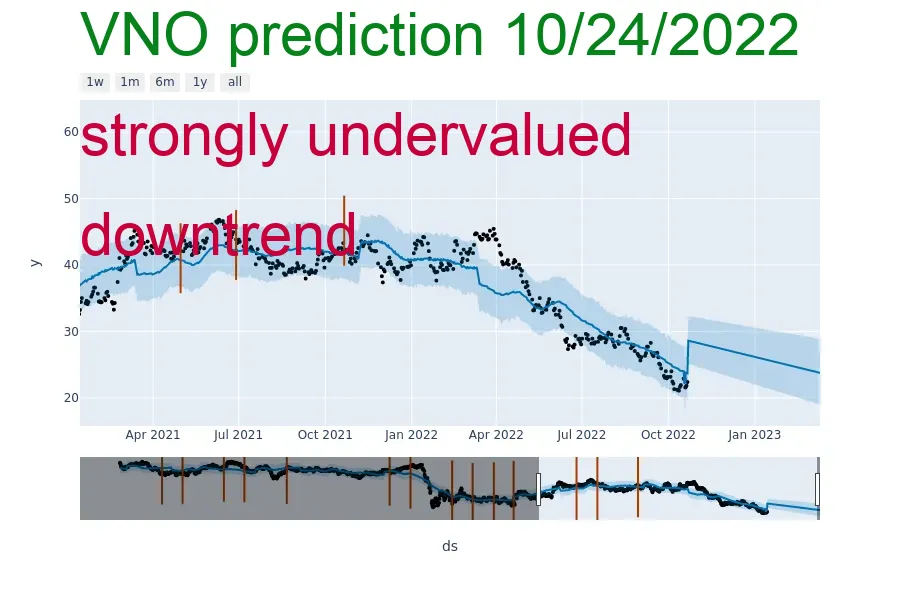 VNO prediction 10/24/2022
1w 1m 6m 1y all
strongly undervalued
downtrend
60
50
40
30
20
y
Apr 2021 Jul 2021 Oct 2021 Jan 2022 Apr 2022 Jul 2022 Oct 2022 Jan 2023
ds